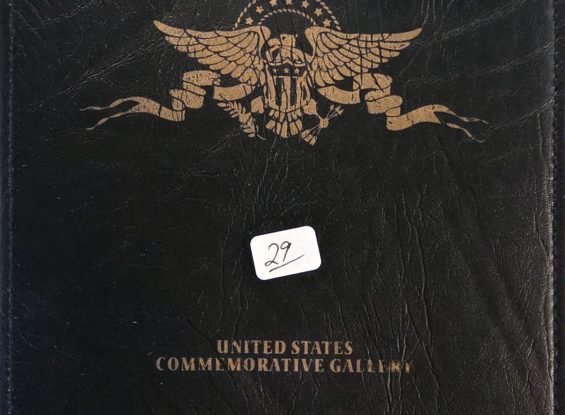 29
UNITED STATES
COMMEMORATIVE GALLERY